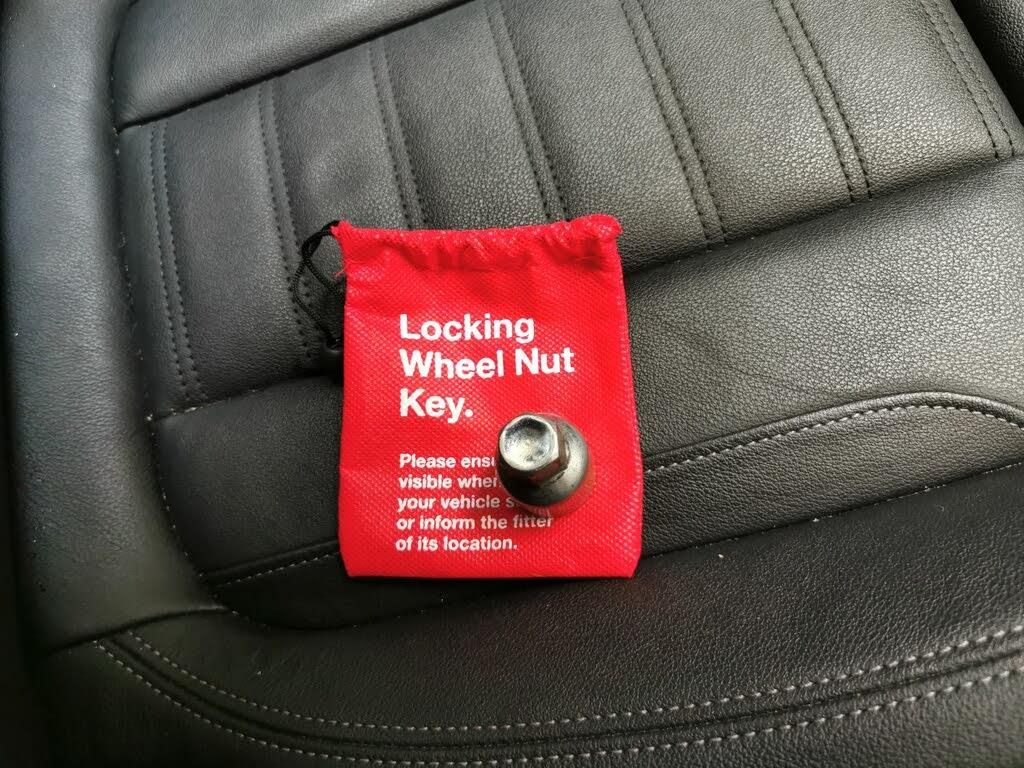 Locking
Wheel Nut
Key.
Please
visible
your vehicle
or inform the fitter
of its location.